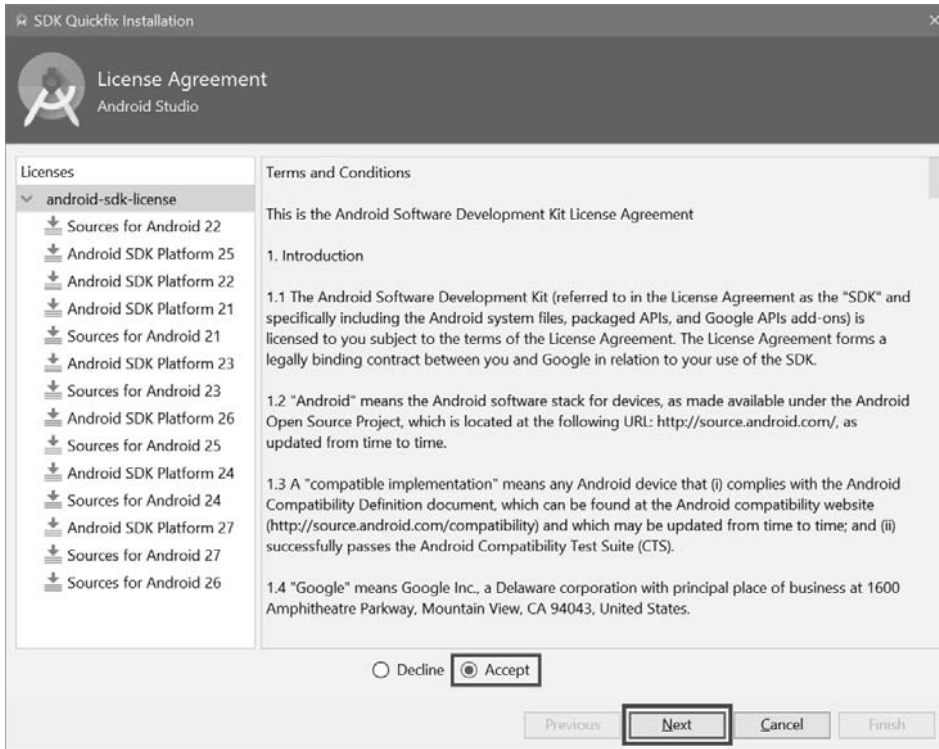 SDK Quickfix Installation
License Agreement
Android Studio
Licenses
android-sdk-license
Sources for Android 22
Android SDK Platform 25
Android SDK Platform 22
Android SDK Platform 21
Sources for Android 21
Android SDK Platform 23
Sources for Android 23
Android SDK Platform 26
Sources for Android 25
Android SDK Platform 24
Sources for Android 24
Android SDK Platform 27
Sources for Android 27
Sources for Android 26
Terms and Conditions
This is the Android Software Development Kit License Agreement
1. Introduction
1.1 The Android Software Development Kit (referred to in the License Agreement as the "SDK" and
specifically including the Android system files, packaged APIs, and Google APIs add-ons) is
licensed to you subject to the terms of the License Agreement. The License Agreement forms a
legally binding contract between you and Google in relation to your use of the SDK.
1.2 "Android" means the Android software stack for devices, as made available under the Android
Open Source Project, which is located at the following URL: http://source.android.com/, as
updated from time to time.
1.3 A "compatible implementation" means any Android device that (i) complies with the Android
Compatibility Definition document, which can be found at the Android compatibility website
(http://source.android.com/compatibility) and which may be updated from time to time; and (ii)
successfully passes the Android Compatibility Test Suite (CTS).
1.4 "Google" means Google Inc., a Delaware corporation with principal place of business at 1600
Amphitheatre Parkway, Mountain View, CA 94043, United States.
Decline Accept
Previous Next Cancel Finish